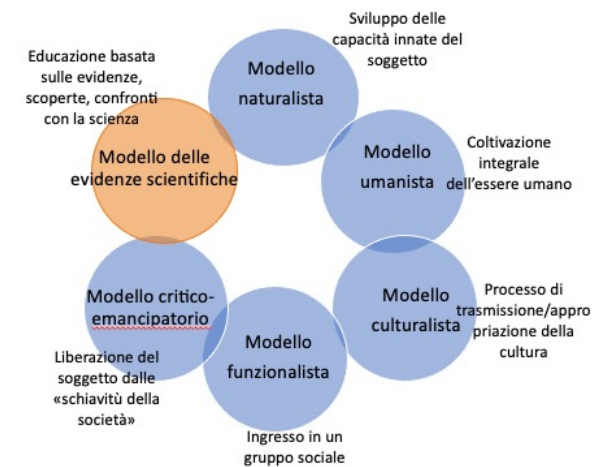 Sviluppo delle
capacità innate del
soggetto
Modello
naturalista
Educazione basata
sulle evidenze,
scoperte, confronti
con la scienza
Modello delle
evidenze scientifiche
Modello
umanista
Coltivazione
integrale
dell'essere umano
Modello
culturalista
Processo di
trasmissione/appro
priazione della
cultura
Modello critico-
emancipatorio
Liberazione del
soggetto dalle
«schiavitù della
società»
Modello
funzionalista
Ingresso in un
gruppo sociale